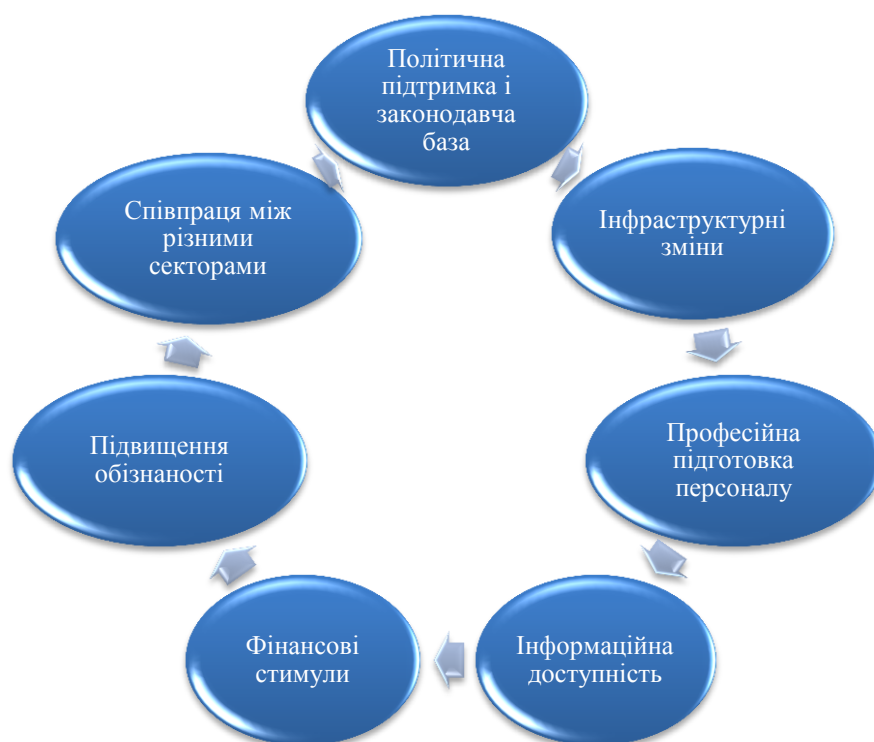 Політична
підтримка і
законодавча
база
Інфраструктурні
зміни
Професійна
підготовка
персоналу
Інформаційна
доступність
Фінансові
стимули
Підвищення
обізнаності
Співпраця між
різними
секторами